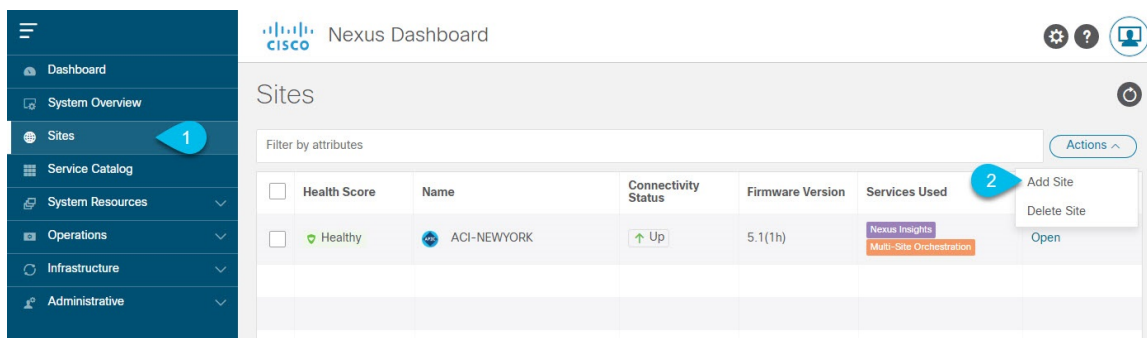 CISCO Nexus Dashboard
?
Dashboard
System Overview
Sites
1
Service Catalog
System Resources
Operations
Infrastructure
Administrative
Sites
Filter by attributes
Actions
Health Score Name Connectivity Status Firmware Version Services Used
2
Add Site
Delete Site
Healthy APIC ACI-NEWYORK Up 5.1(1h) Nexus Insights Multi-Site Orchestration Open